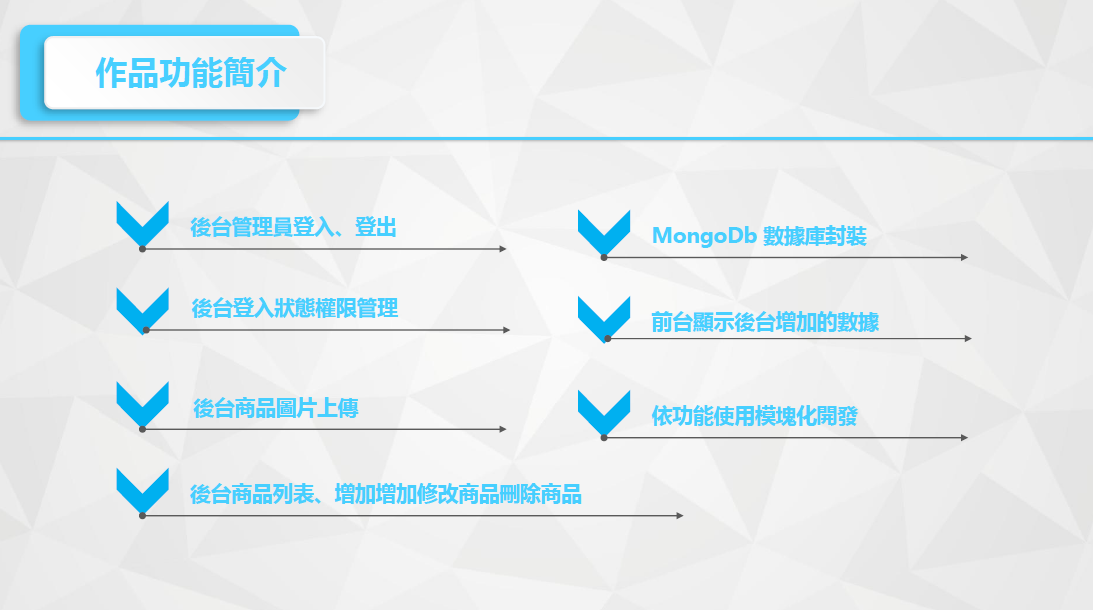 作品功能簡介
後台管理員登入、登出
後台登入狀態權限管理
後台商品圖片上傳
後台商品列表、增加增加修改商品刪除商品
MongoDb 數據庫封裝
前台顯示後台增加的數據
依功能使用模塊化開發